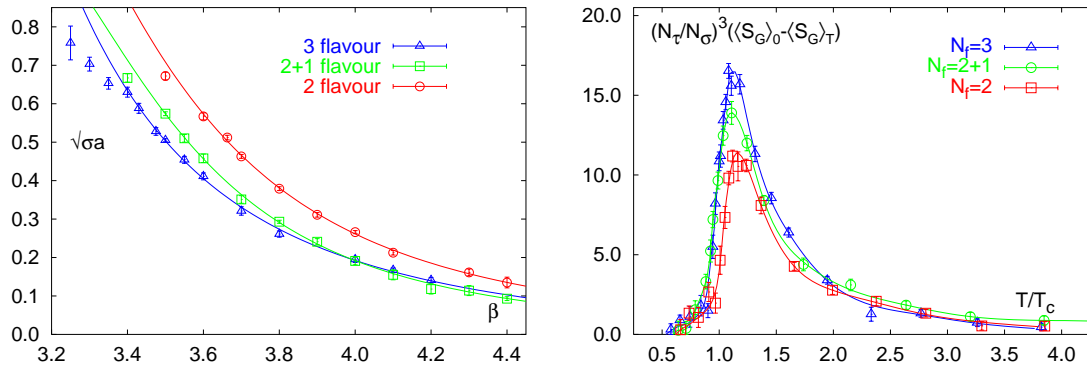 0.8
0.7
0.6
0.5
0.4
0.3
0.2
0.1
0.0
3.2 3.4 3.6 3.8 4.0 4.2 4.4
√σa
β
3 flavour
2+1 flavour
2 flavour
20.0
15.0
10.0
5.0
0.0
0.5 1.0 1.5 2.0 2.5 3.0 3.5 4.0
(N_τ/N_σ)^3(⟨S_G⟩_0-⟨S_G⟩_T)
N_f=3
N_f=2+1
N_f=2
T/T_c